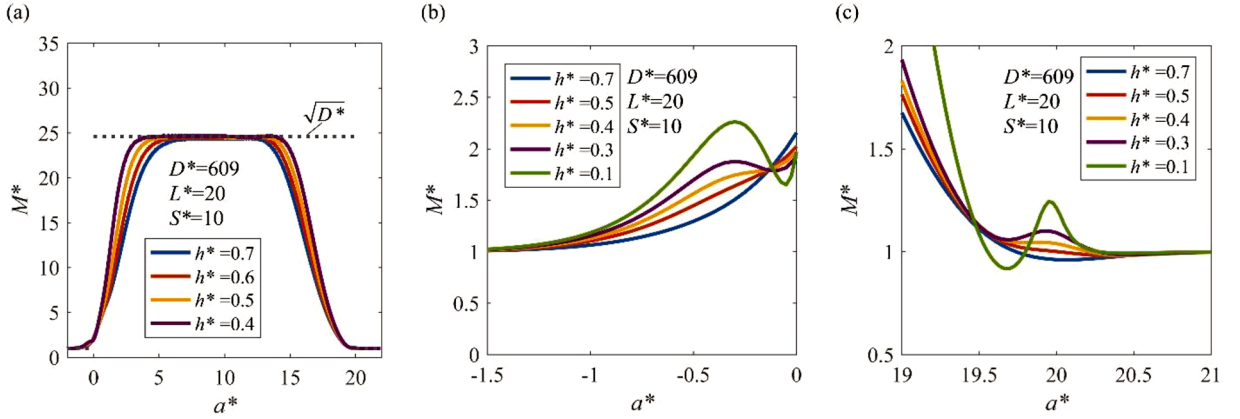 (a)
35
30
25
20
15
10
5
0
M*
√D*
D*=609
L*=20
S*=10
h* =0.7
h* =0.6
h* =0.5
h* =0.4
0
5
10
15
20
a*
(b)
3
2.5
2
1.5
1
0.5
0
M*
h* =0.7
h* =0.5
h* =0.4
h* =0.3
h* =0.1
D*=609
L*=20
S*=10
-1.5
-1
-0.5
0
a*
(c)
2
1.5
1
0.5
M*
D*=609
L*=20
S*=10
h* =0.7
h* =0.5
h* =0.4
h* =0.3
h* =0.1
19
19.5
20
20.5
21
a*